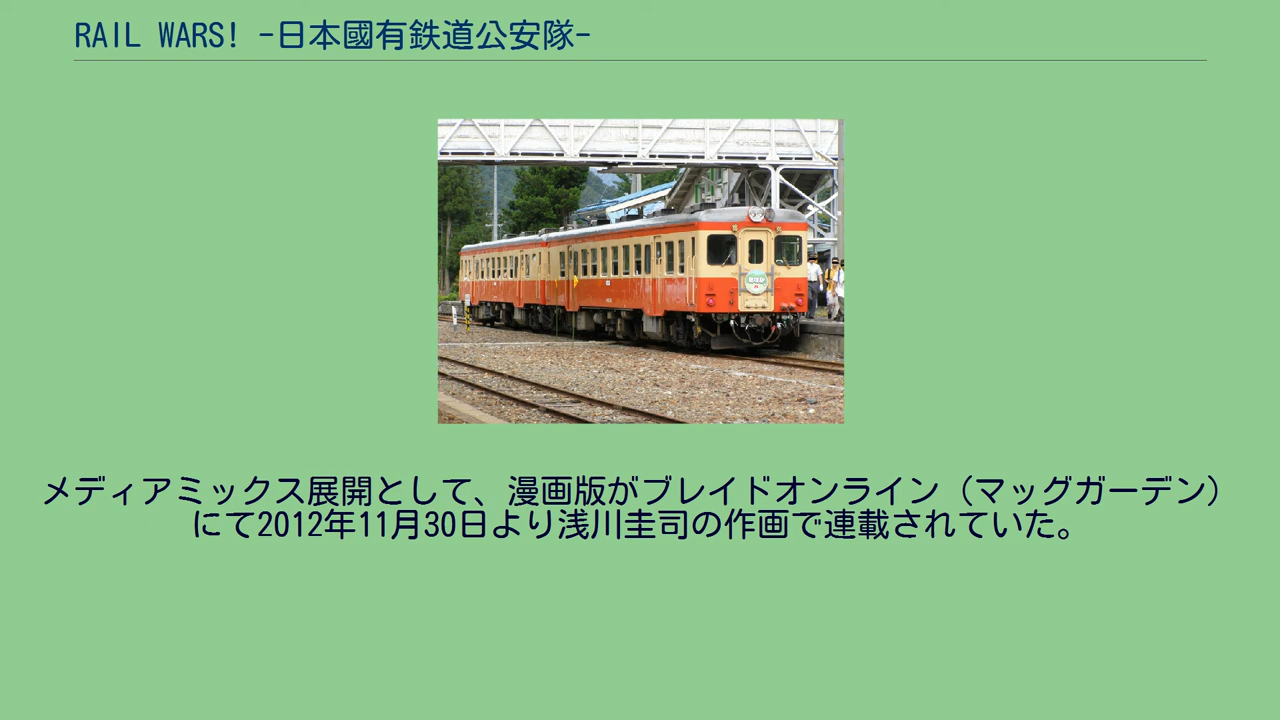 RAIL WARS! -日本國有鉄道公安隊-
メディアミックス展開として、漫画版がブレイドオンライン（マッグガーデン）
にて2012年11月30日より浅川圭司の作画で連載されていた。